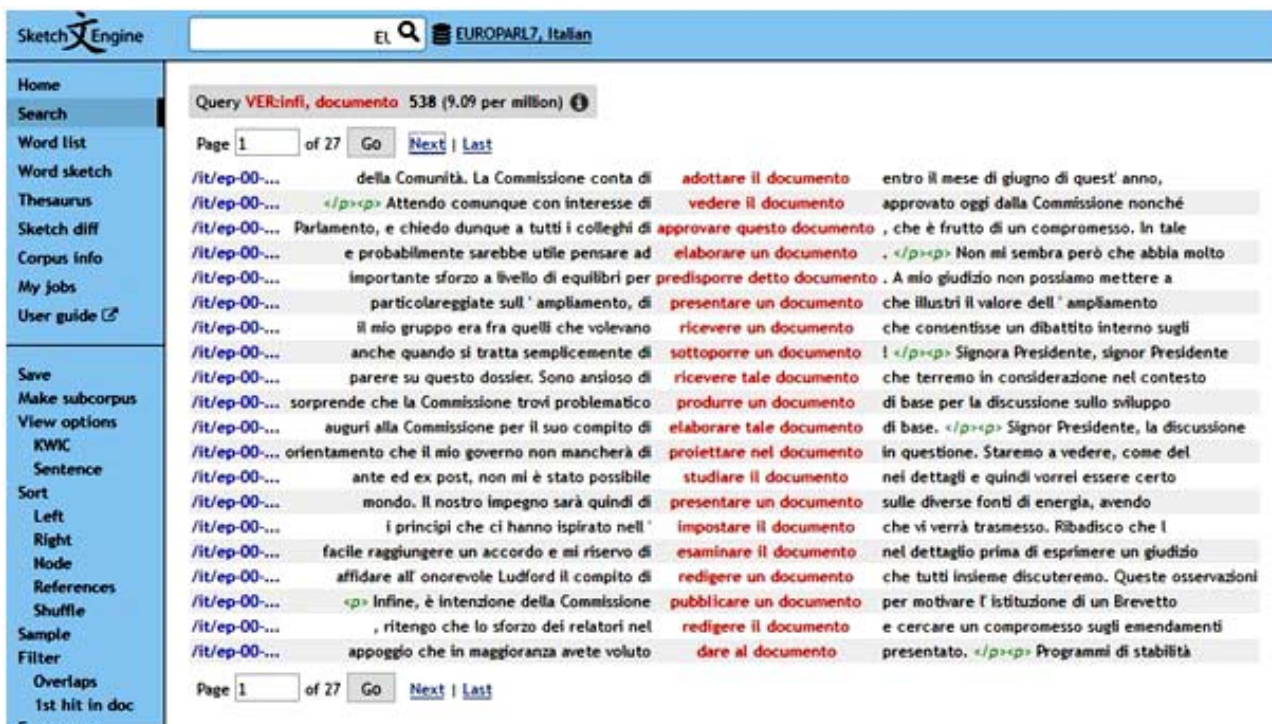 Sketch Engine
EL EUROPARL7, Italian
Home
Search
Word list
Word sketch
Thesaurus
Sketch diff
Corpus info
My jobs
User guide
Save
Make subcorpus
View options
KWIC
Sentence
Sort
Left
Right
Node
References
Shuffle
Sample
Filter
Overlaps
1st hit in doc
Query VER:infi, documento 538 (9.09 per million)
Page 1 of 27 Go Next | Last
/it/ep-00-... della Comunità. La Commissione conta di adottare il documento entro il mese di giugno di quest' anno,
/it/ep-00-... </p><p> Attendo comunque con interesse di vedere il documento approvato oggi dalla Commissione nonché
/it/ep-00-... Parlamento, e chiedo dunque a tutti i colleghi di approvare questo documento , che è frutto di un compromesso. In tale
/it/ep-00-... e probabilmente sarebbe utile pensare ad elaborare un documento . </p><p> Non mi sembra però che abbia molto
/it/ep-00-... importante sforzo a livello di equilibri per predisporre detto documento . A mio giudizio non possiamo mettere a
/it/ep-00-... particolareggiate sull ' ampliamento, di presentare un documento che illustri il valore dell ' ampliamento
/it/ep-00-... il mio gruppo era fra quelli che volevano ricevere un documento che consentisse un dibattito interno sugli
/it/ep-00-... anche quando si tratta semplicemente di sottoporre un documento ! </p><p> Signora Presidente, signor Presidente
/it/ep-00-... parere su questo dossier. Sono ansioso di ricevere tale documento che terremo in considerazione nel contesto
/it/ep-00-... sorprende che la Commissione trovi problematico produrre un documento di base per la discussione sullo sviluppo
/it/ep-00-... auguri alla Commissione per il suo compito di elaborare tale documento di base. </p><p> Signor Presidente, la discussione
/it/ep-00-... orientamento che il mio governo non mancherà di proiettare nel documento in questione. Staremo a vedere, come del
/it/ep-00-... ante ed ex post, non mi è stato possibile studiare il documento nei dettagli e quindi vorrei essere certo
/it/ep-00-... mondo. Il nostro impegno sarà quindi di presentare un documento sulle diverse fonti di energia, avendo
/it/ep-00-... i principi che ci hanno ispirato nell ' impostare il documento che vi verrà trasmesso. Ribadisco che l
/it/ep-00-... facile raggiungere un accordo e mi riservo di esaminare il documento nel dettaglio prima di esprimere un giudizio
/it/ep-00-... affidare all' onorevole Ludford il compito di redigere un documento che tutti insieme discuteremo. Queste osservazioni
/it/ep-00-... <p> Infine, è intenzione della Commissione pubblicare un documento per motivare l' istituzione di un Brevetto
/it/ep-00-... , ritengo che lo sforzo dei relatori nel redigere il documento e cercare un compromesso sugli emendamenti
/it/ep-00-... appoggio che in maggioranza avete voluto dare al documento presentato. </p><p> Programmi di stabilità
Page 1 of 27 Go Next | Last